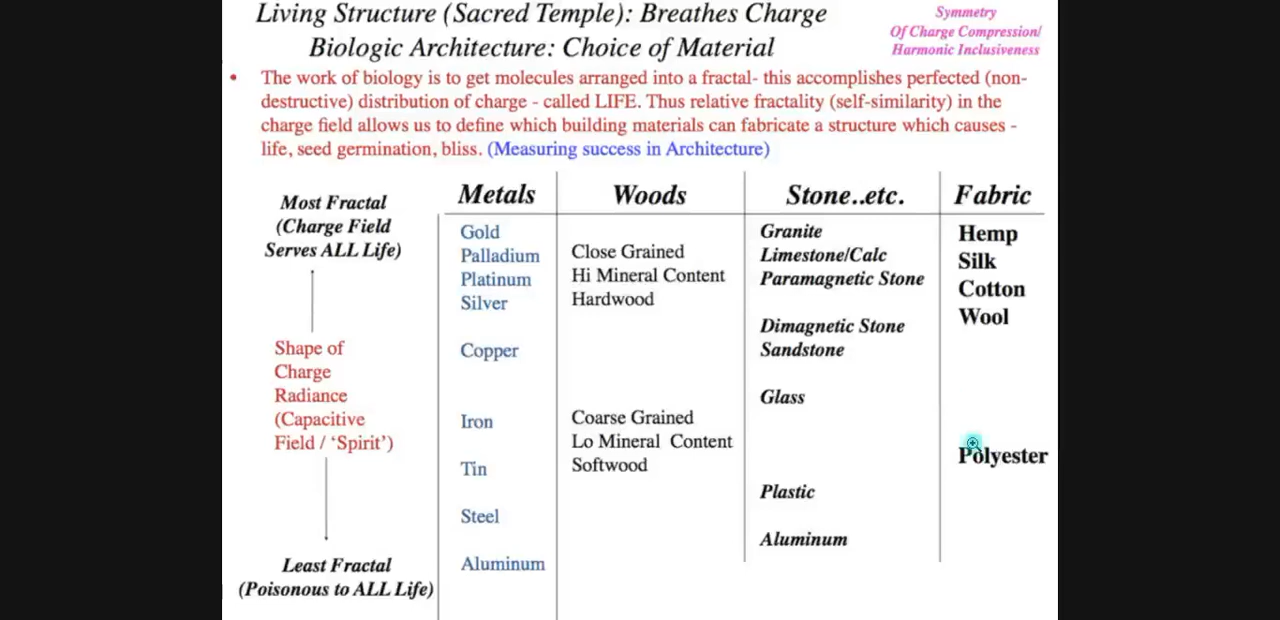 Living Structure (Sacred Temple): Breathes Charge
Biologic Architecture: Choice of Material
Symmetry
Of Charge Compression/
Harmonic Inclusiveness
• The work of biology is to get molecules arranged into a fractal- this accomplishes perfected (non-
destructive) distribution of charge - called LIFE. Thus relative fractality (self-similarity) in the
charge field allows us to define which building materials can fabricate a structure which causes -
life, seed germination, bliss. (Measuring success in Architecture)
Most Fractal
(Charge Field
Serves ALL Life)
Shape of
Charge
Radiance
(Capacitive
Field / ‘Spirit’)
Least Fractal
(Poisonous to ALL Life)
Metals
Gold
Palladium
Platinum
Silver
Copper
Iron
Tin
Steel
Aluminum
Woods
Close Grained
Hi Mineral Content
Hardwood
Coarse Grained
Lo Mineral Content
Softwood
Stone..etc.
Granite
Limestone/Calc
Paramagnetic Stone
Dimagnetic Stone
Sandstone
Glass
Plastic
Aluminum
Fabric
Hemp
Silk
Cotton
Wool
Polyester